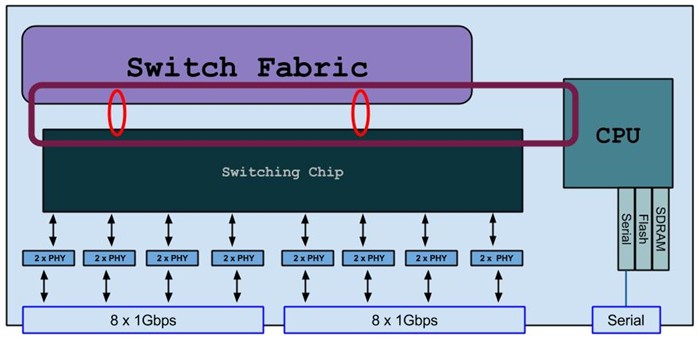 Switch Fabric
CPU
Switching Chip
Serial
Flash
SDRAM
2 x PHY
2 x PHY
2 x PHY
2 x PHY
2 x PHY
2 x PHY
2 x PHY
2 x PHY
8 x 1Gbps
8 x 1Gbps
Serial